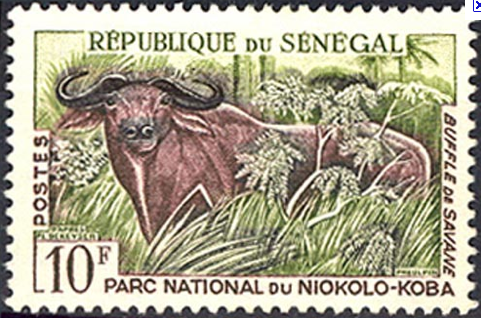 RÉPUBLIQUE DU SÉNÉGAL
POSTES
BUFFLE DE SAVANE
10F
PARC NATIONAL DU NIOKOLO-KOBA